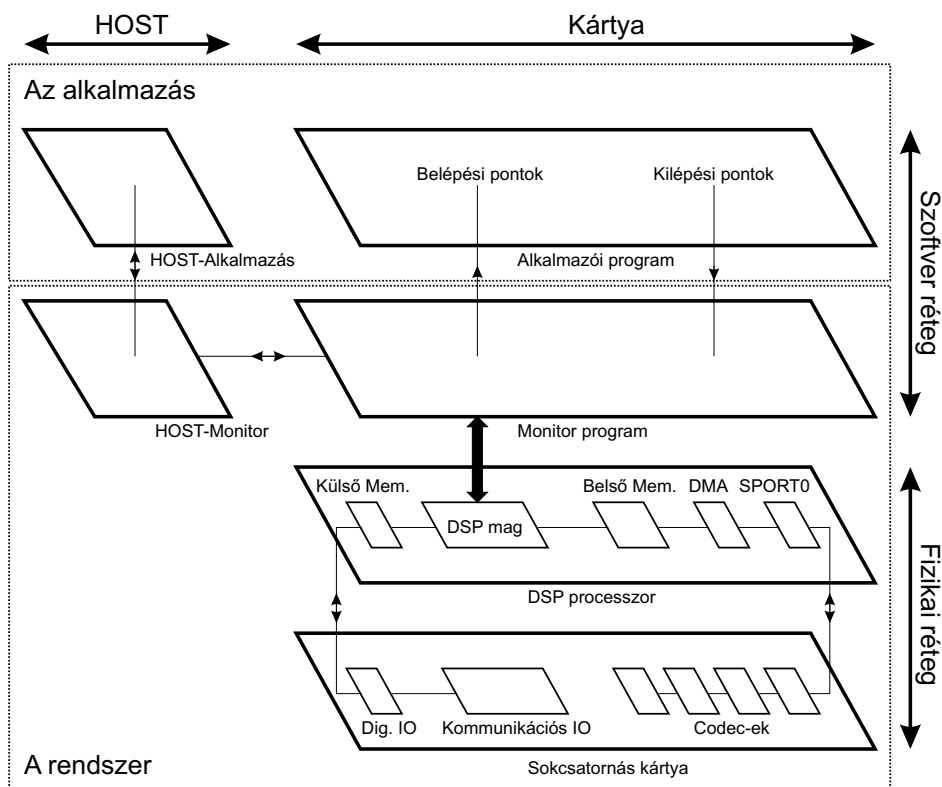 HOST
Kártya
Az alkalmazás
Belépési pontok
Kilépési pontok
HOST-Alkalmazás
Alkalmazói program
Szoftver réteg
HOST-Monitor
Monitor program
Külső Mem.
Belső Mem.
DMA
SPORT0
DSP mag
DSP processzor
Fizikai réteg
Dig. IO
Kommunikációs IO
Codec-ek
A rendszer
Sokcsatornás kártya